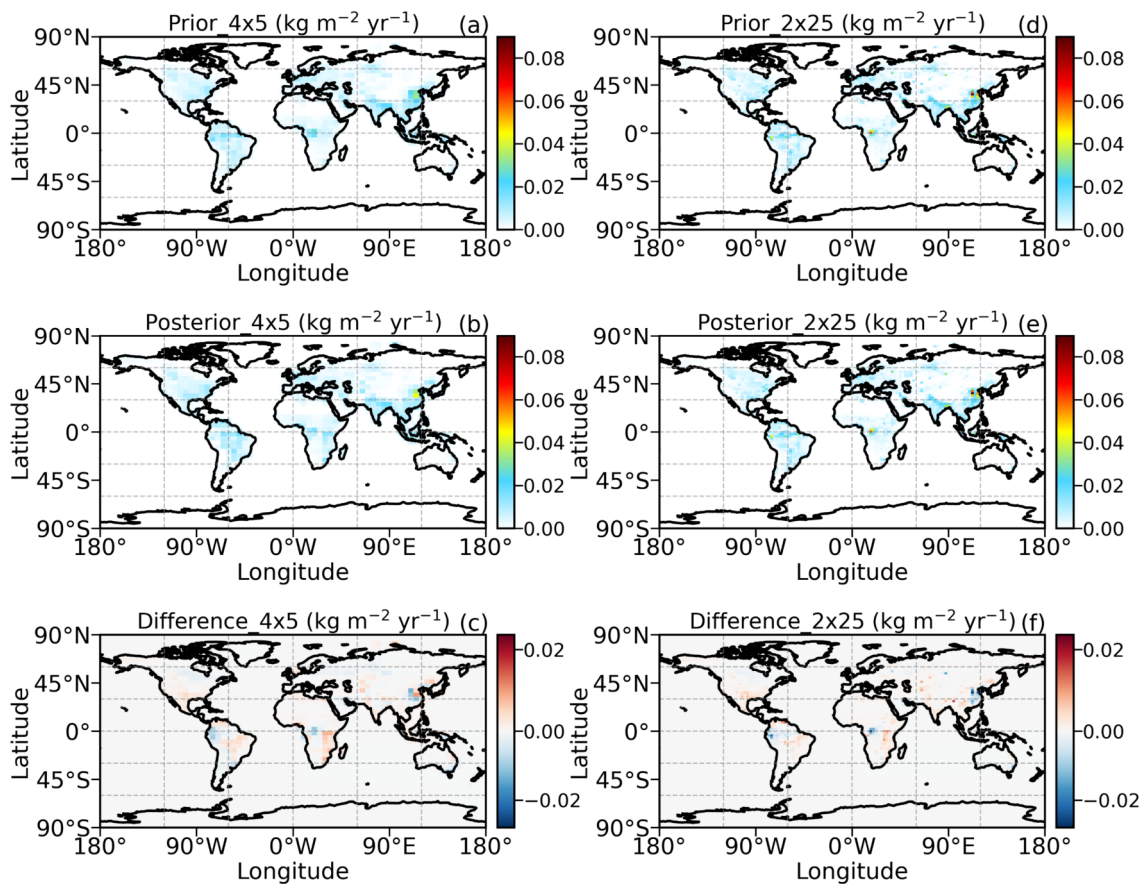 Prior_4x5 (kg m⁻² yr⁻¹) (a)
90°N
45°N
0°
45°S
90°S
Latitude
180° 90°W 0°W 90°E 180°
Longitude
0.08
0.06
0.04
0.02
0.00
Prior_2x25 (kg m⁻² yr⁻¹) (d)
90°N
45°N
0°
45°S
90°S
Latitude
180° 90°W 0°W 90°E 180°
Longitude
0.08
0.06
0.04
0.02
0.00
Posterior_4x5 (kg m⁻² yr⁻¹) (b)
90°N
45°N
0°
45°S
90°S
Latitude
180° 90°W 0°W 90°E 180°
Longitude
0.08
0.06
0.04
0.02
0.00
Posterior_2x25 (kg m⁻² yr⁻¹) (e)
90°N
45°N
0°
45°S
90°S
Latitude
180° 90°W 0°W 90°E 180°
Longitude
0.08
0.06
0.04
0.02
0.00
Difference_4x5 (kg m⁻² yr⁻¹) (c)
90°N
45°N
0°
45°S
90°S
Latitude
180° 90°W 0°W 90°E 180°
Longitude
0.02
0.00
−0.02
Difference_2x25 (kg m⁻² yr⁻¹) (f)
90°N
45°N
0°
45°S
90°S
Latitude
180° 90°W 0°W 90°E 180°
Longitude
0.02
0.00
−0.02